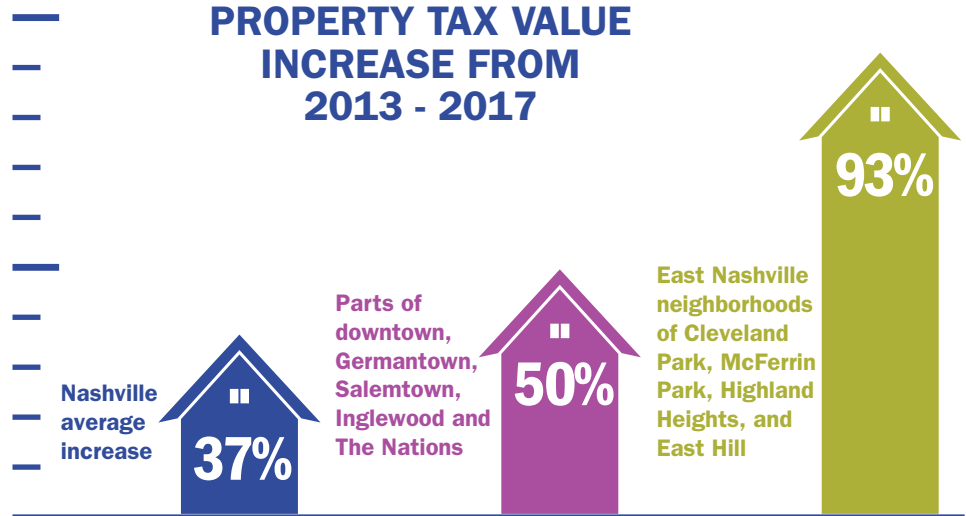 PROPERTY TAX VALUE
INCREASE FROM
2013 - 2017
Nashville
average
increase
37%
Parts of
downtown,
Germantown,
Salemtown,
Inglewood and
The Nations
50%
East Nashville
neighborhoods
of Cleveland
Park, McFerrin
Park, Highland
Heights, and
East Hill
93%